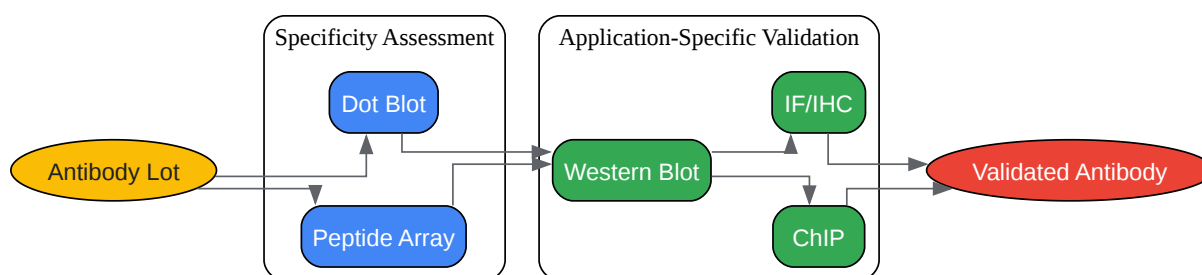 Specificity Assessment
Application-Specific Validation
Dot Blot
IF/IHC
Antibody Lot
Western Blot
Validated Antibody
Peptide Array
ChIP